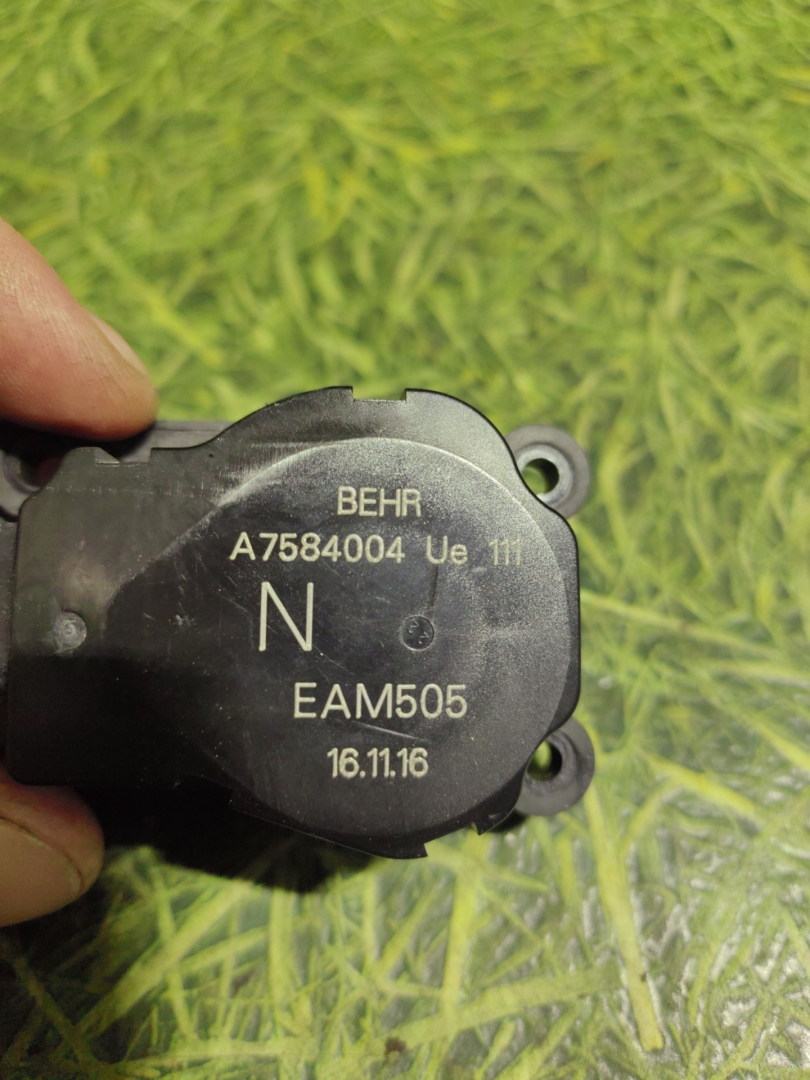 BEHR
A7584004 Ue 111
N
EAM505
16.11.16